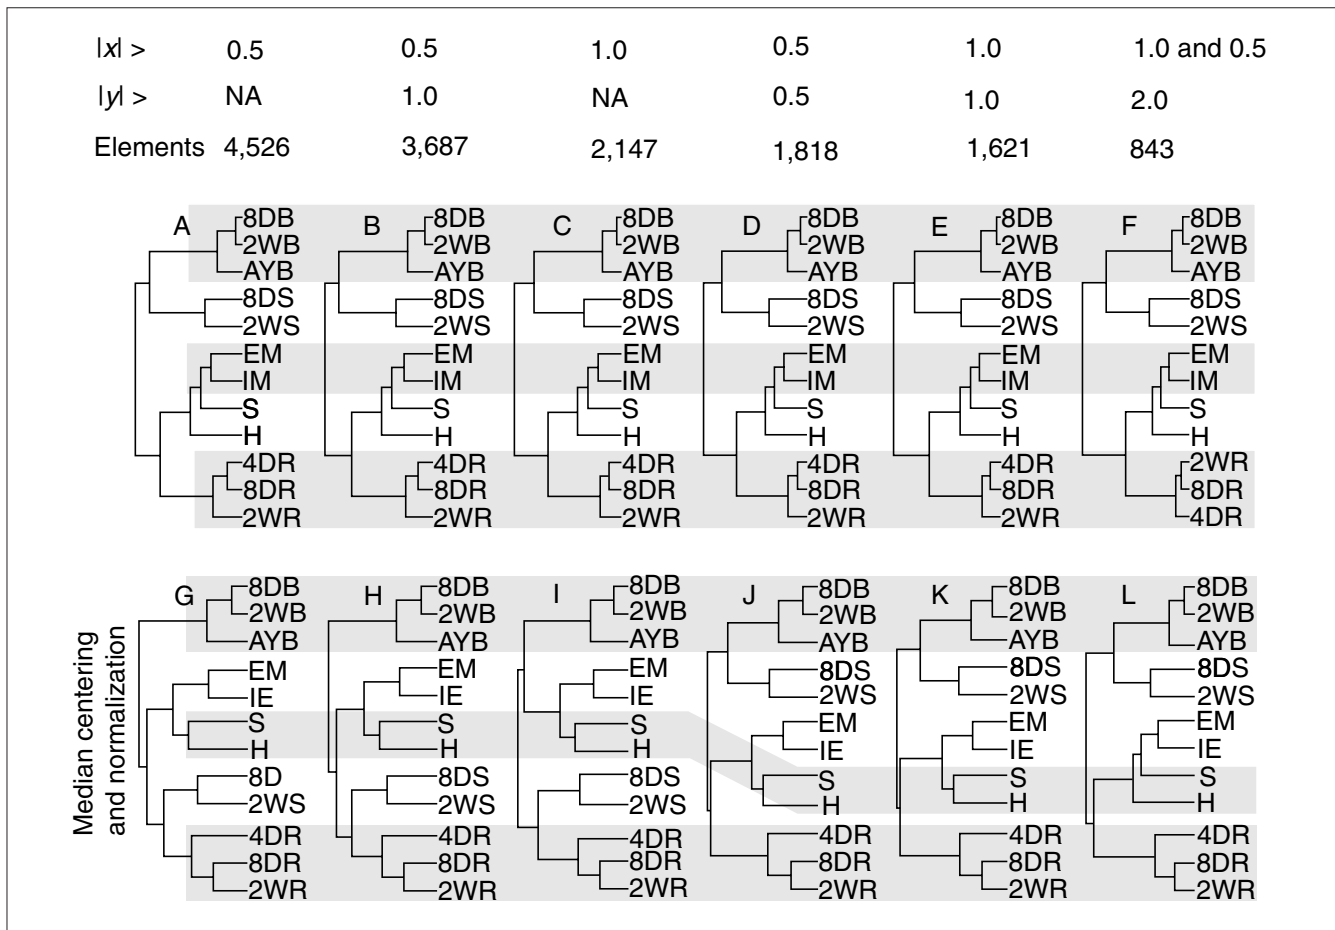 |x| > 0.5 0.5 1.0 0.5 1.0 1.0 and 0.5
|y| > NA 1.0 NA 0.5 1.0 2.0
Elements 4,526 3,687 2,147 1,818 1,621 843
A B C D E F
8DB 8DB 8DB 8DB 8DB 8DB
2WB 2WB 2WB 2WB 2WB 2WB
AYB AYB AYB AYB AYB AYB
8DS 8DS 8DS 8DS 8DS 8DS
2WS 2WS 2WS 2WS 2WS 2WS
EM EM EM EM EM EM
IM IM IM IM IM IM
S S S S S S
H H H H H H
4DR 4DR 4DR 4DR 4DR 2WR
8DR 8DR 8DR 8DR 8DR 8DR
2WR 2WR 2WR 2WR 2WR 4DR
Median centering
and normalization
G H I J K L
8DB 8DB 8DB 8DB 8DB 8DB
2WB 2WB 2WB 2WB 2WB 2WB
AYB AYB AYB AYB AYB AYB
EM EM EM 8DS 8DS 8DS
IE IE IE 2WS 2WS 2WS
S S S EM EM EM
H H H IE IE IE
8D 8DS 8DS S S S
2WS 2WS 2WS H H H
4DR 4DR 4DR 4DR 4DR 4DR
8DR 8DR 8DR 8DR 8DR 8DR
2WR 2WR 2WR 2WR 2WR 2WR